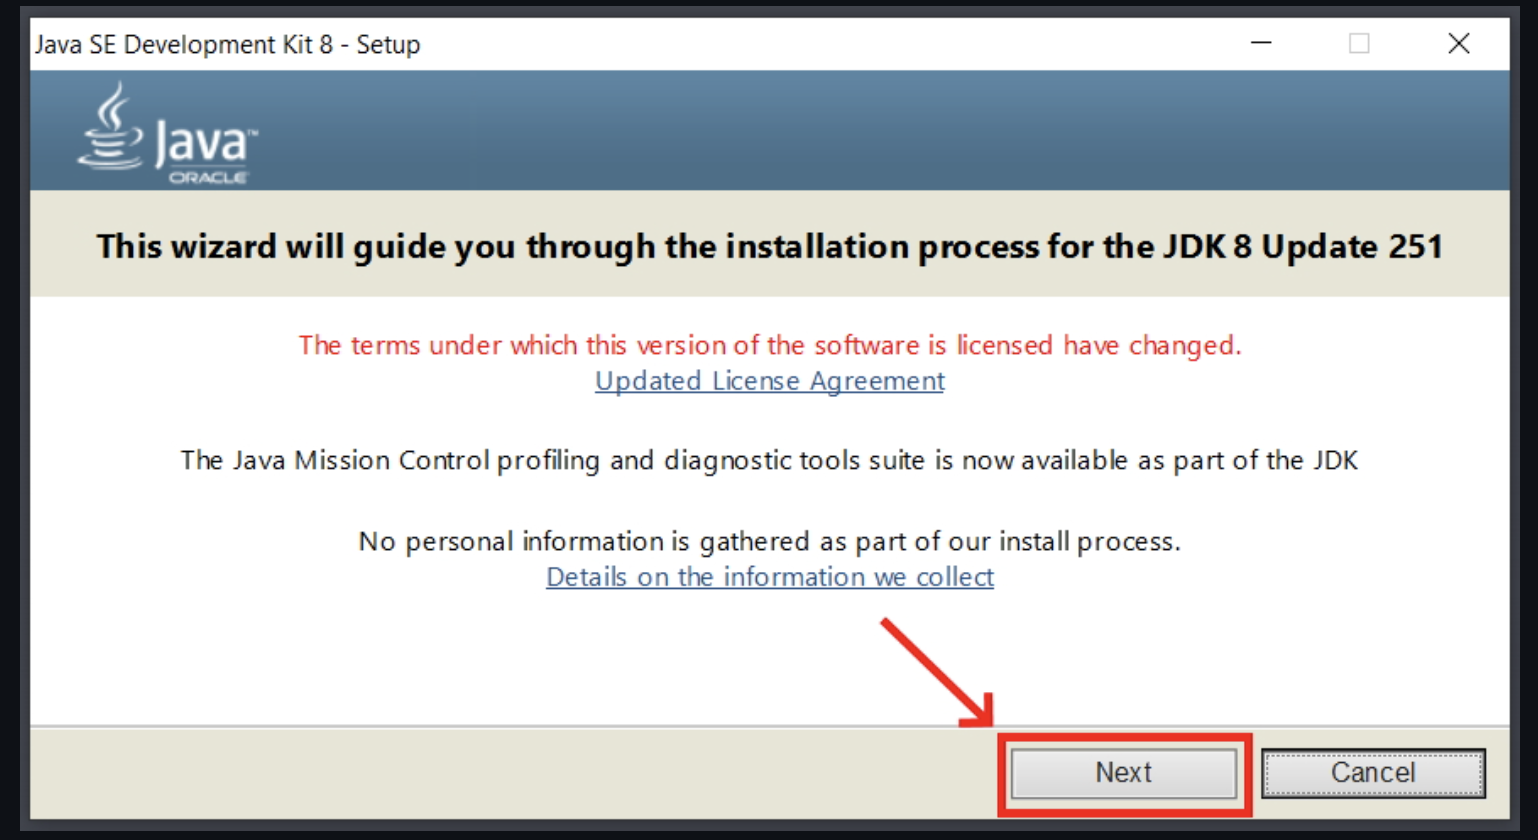 Java SE Development Kit 8 - Setup
Java™
ORACLE
This wizard will guide you through the installation process for the JDK 8 Update 251
The terms under which this version of the software is licensed have changed.
Updated License Agreement
The Java Mission Control profiling and diagnostic tools suite is now available as part of the JDK
No personal information is gathered as part of our install process.
Details on the information we collect
Next
Cancel